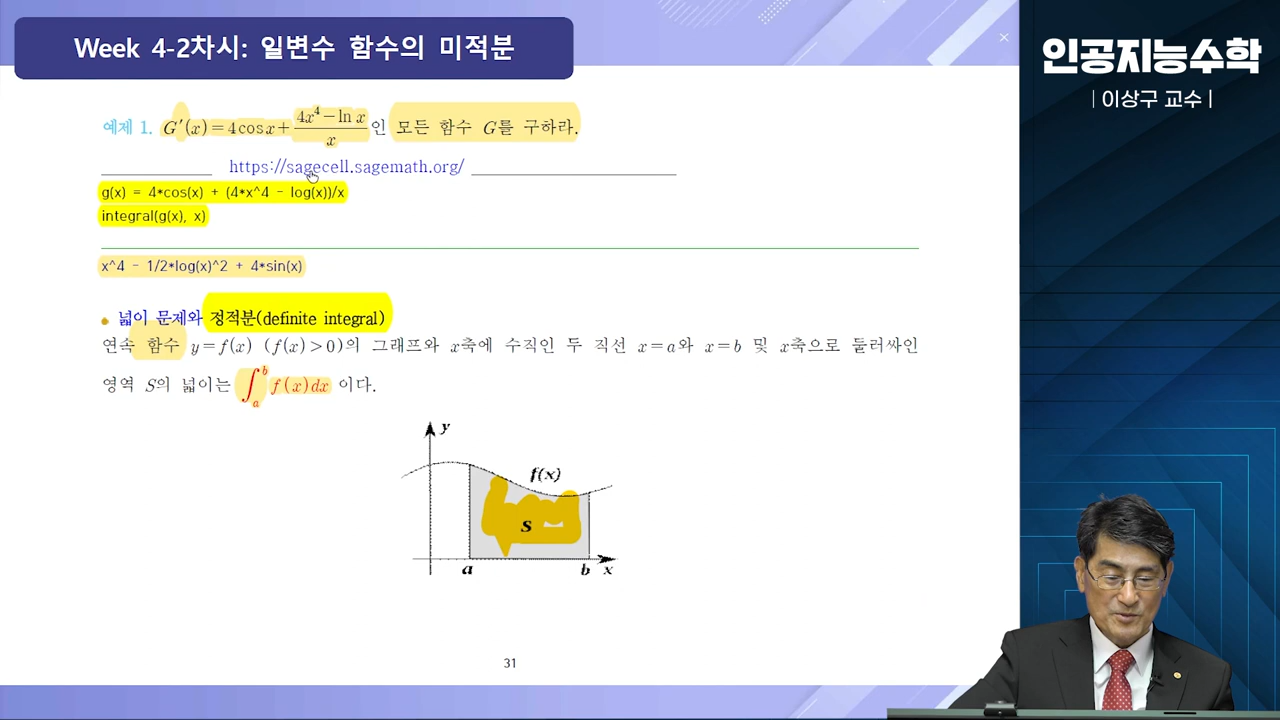 Week 4-2차시: 일변수 함수의 미적분
인공지능수학
| 이상구 교수 |
예제 1. G′(x)=4cosx+(4x⁴−ln x)/x인 모든 함수 G를 구하라.
https://sagecell.sagemath.org/
g(x) = 4*cos(x) + (4*x^4 - log(x))/x
integral(g(x), x)
x^4 - 1/2*log(x)^2 + 4*sin(x)
넓이 문제와 정적분(definite integral)
연속 함수 y=f(x) (f(x)>0)의 그래프와 x축에 수직인 두 직선 x=a와 x=b 및 x축으로 둘러싸인
영역 S의 넓이는 ∫ₐᵇ f(x)dx 이다.
y
f(x)
S
a b x
31